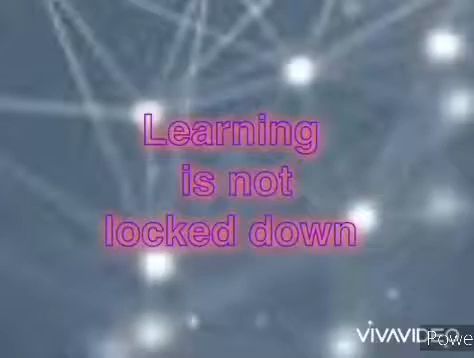 Learning
is not
locked down
VIVAVIDEO
Powe